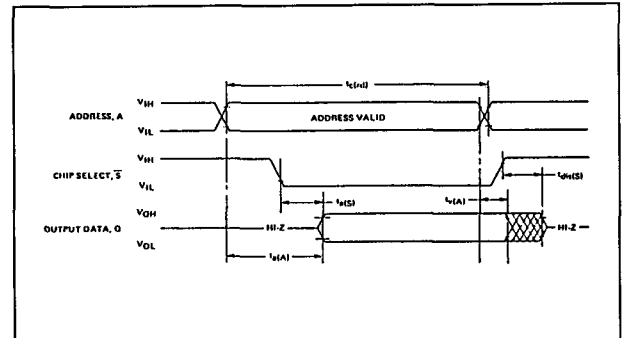 tc(rd)
VIH
ADDRESS, A
ADDRESS VALID
VIL
VIH
CHIP SELECT, S̅
tdis(S)
VIL
ta(S)
tv(A)
VOH
OUTPUT DATA, Q
HI-Z
HI-Z
VOL
ta(A)